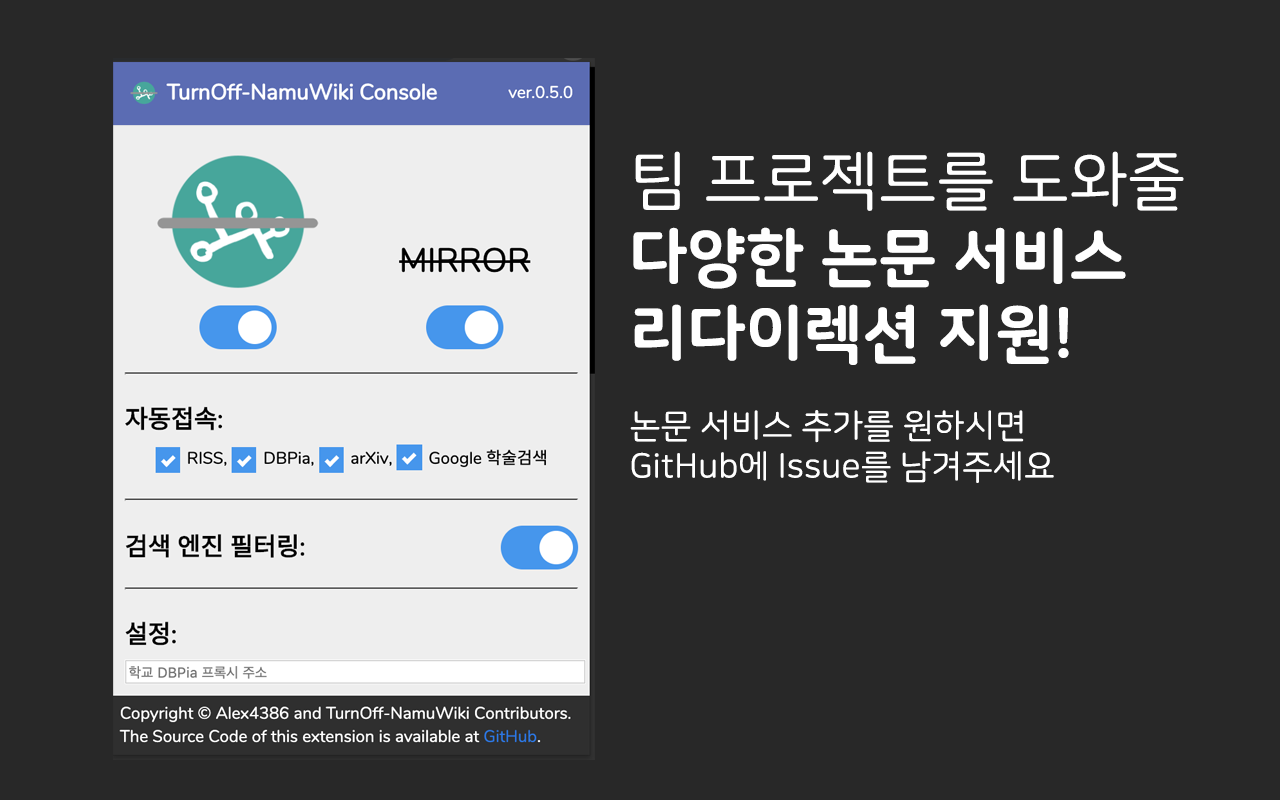 TurnOff-NamuWiki Console
ver.0.5.0
MIRROR
자동접속:
RISS, DBPia, arXiv, Google 학술검색
검색 엔진 필터링:
설정:
학교 DBPia 프록시 주소
Copyright © Alex4386 and TurnOff-NamuWiki Contributors.
The Source Code of this extension is available at GitHub.
팀 프로젝트를 도와줄
다양한 논문 서비스
리다이렉션 지원!
논문 서비스 추가를 원하시면
GitHub에 Issue를 남겨주세요